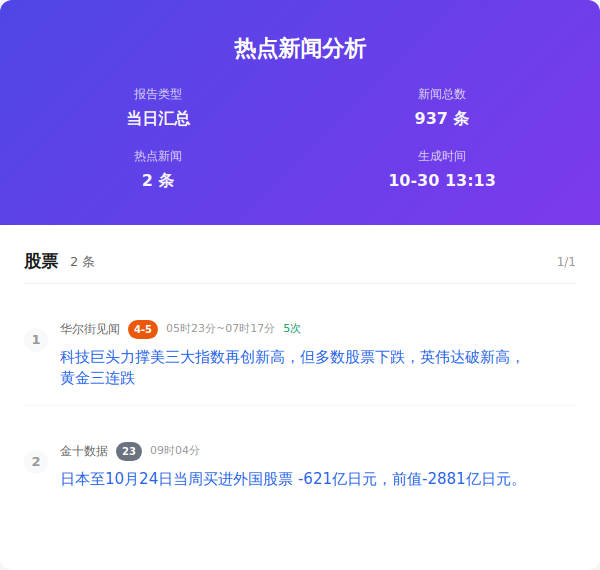 热点新闻分析
报告类型
当日汇总
新闻总数
937 条
热点新闻
2 条
生成时间
10-30 13:13
股票 2 条 1/1
1 华尔街见闻 4-5 05时23分~07时17分 5次
科技巨头力撑美三大指数再创新高，但多数股票下跌，英伟达破新高，
黄金三连跌
2 金十数据 23 09时04分
日本至10月24日当周买进外国股票 -621亿日元，前值-2881亿日元。